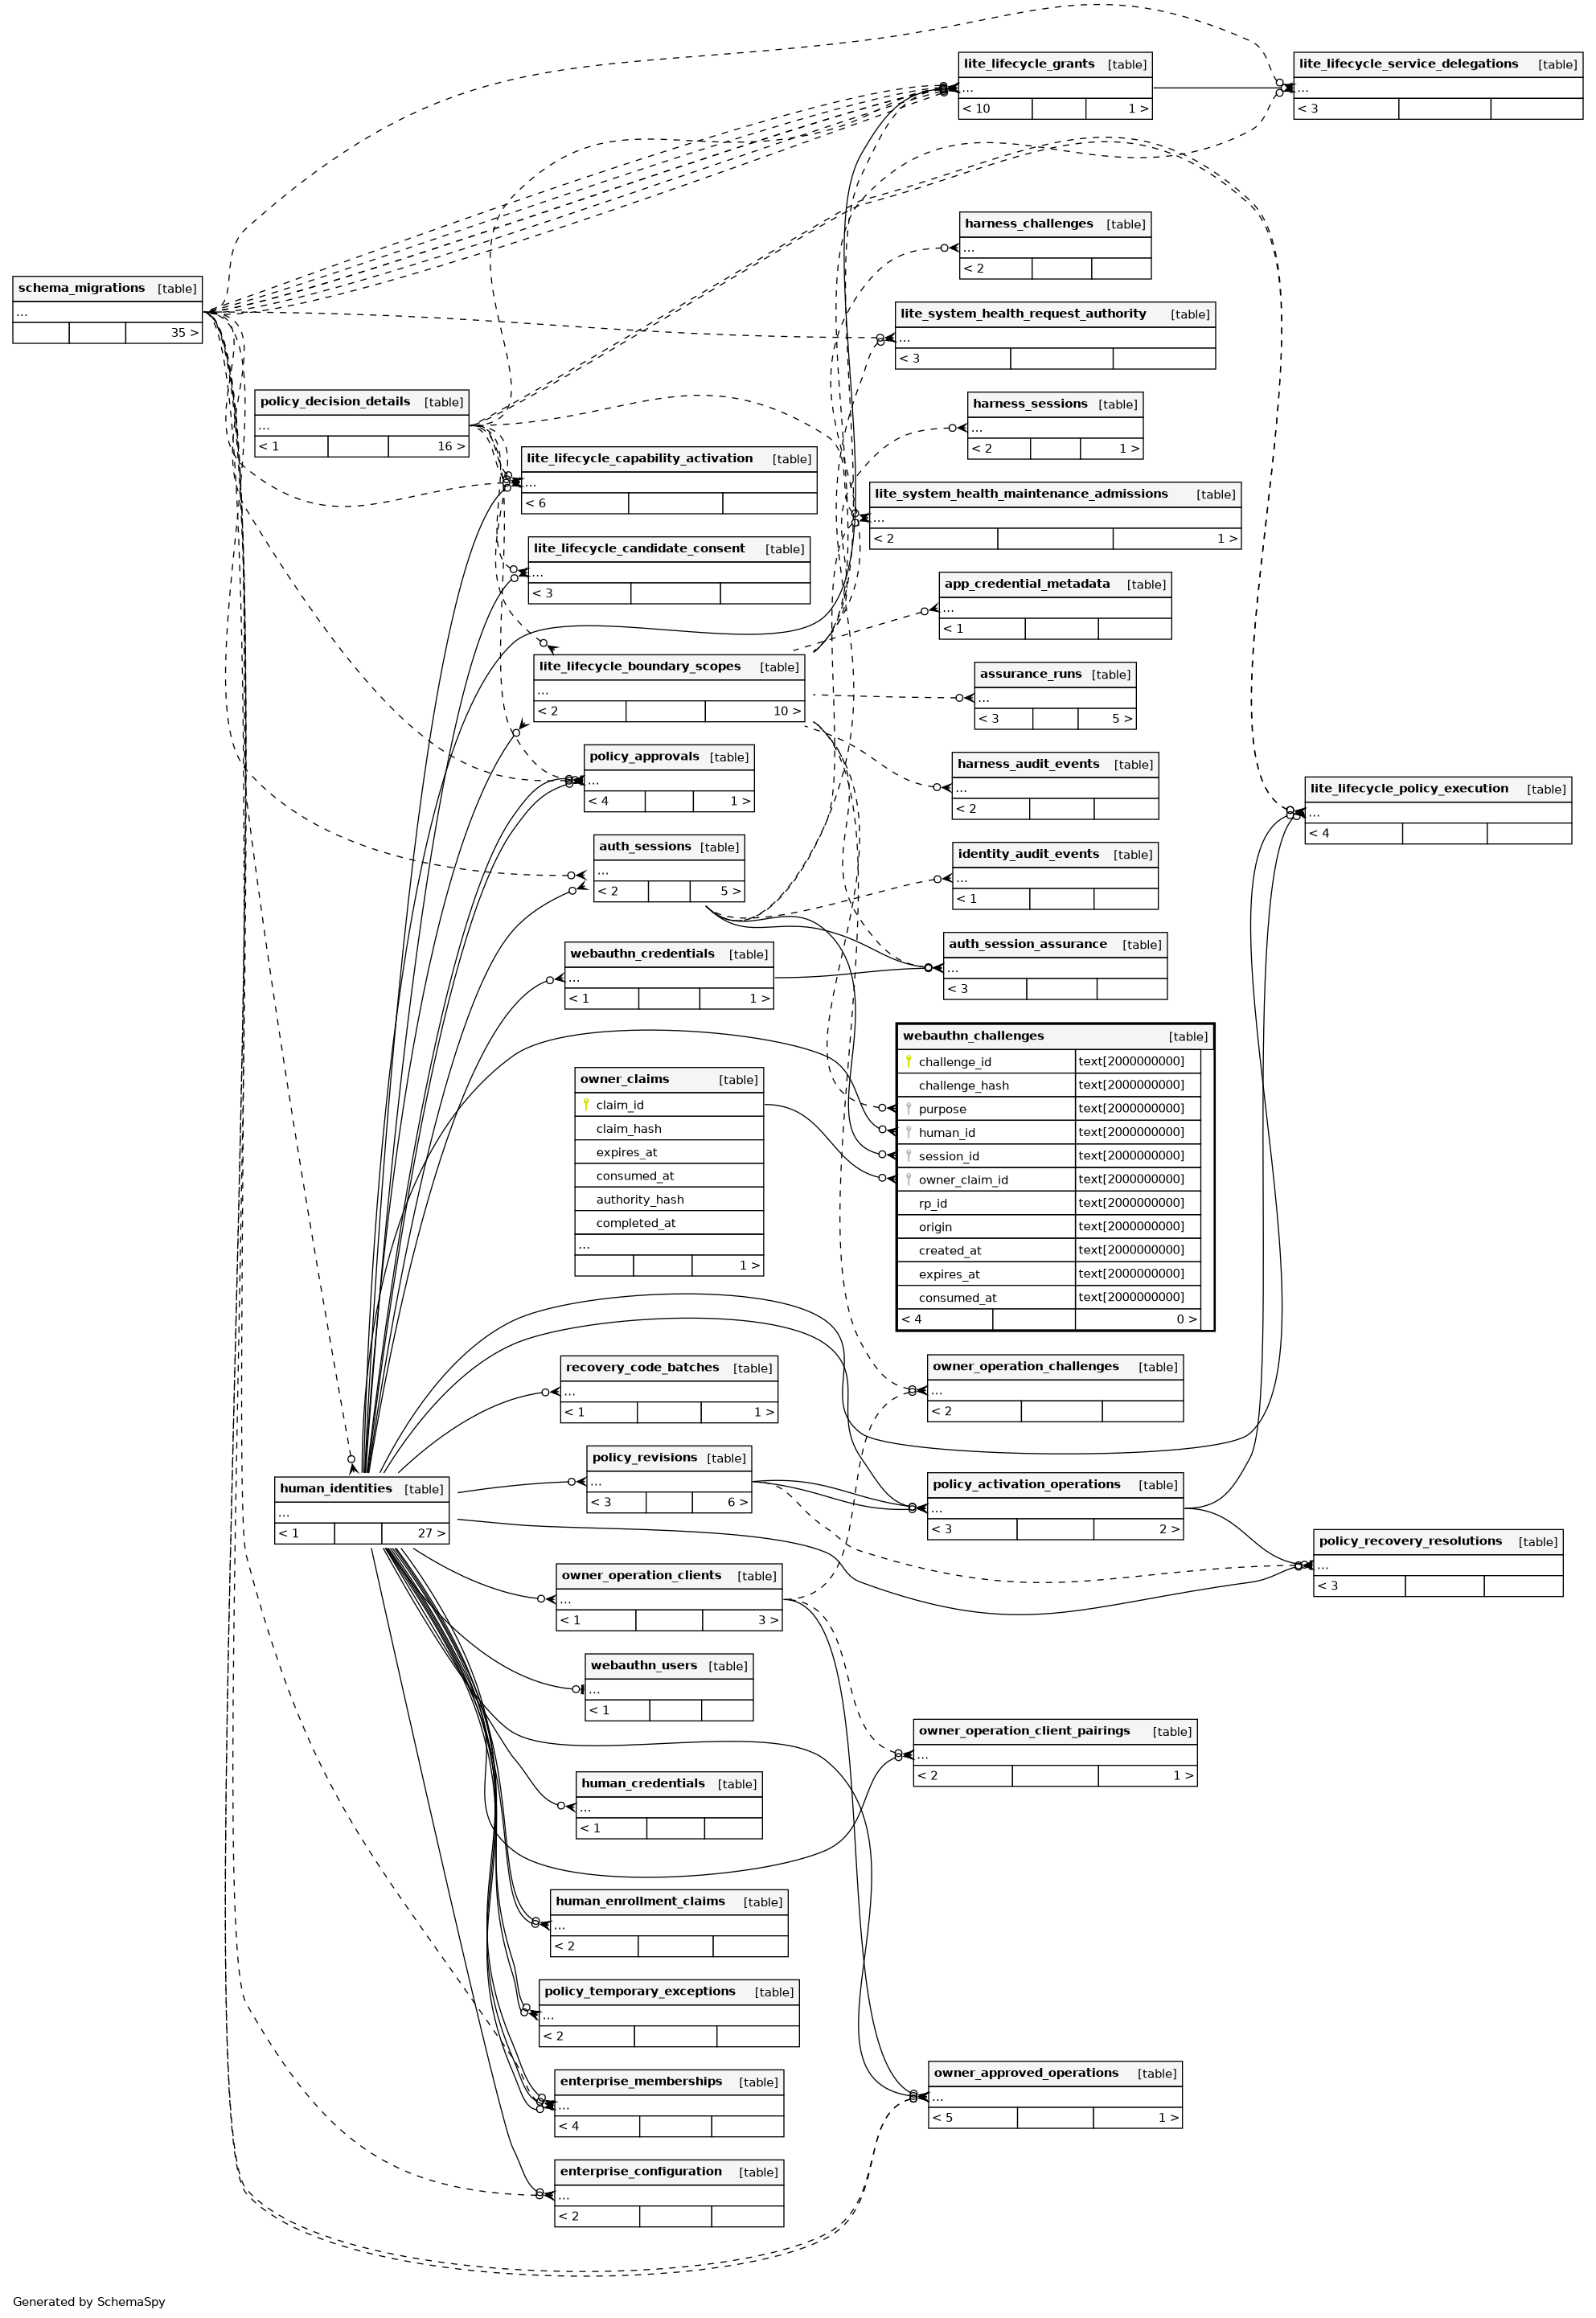 lite_lifecycle_grants [table]
...
< 10 1 >
lite_lifecycle_service_delegations [table]
...
< 3
harness_challenges [table]
...
< 2
schema_migrations [table]
...
35 >
lite_system_health_request_authority [table]
...
< 3
policy_decision_details [table]
...
< 1 16 >
harness_sessions [table]
...
< 2 1 >
lite_lifecycle_capability_activation [table]
...
< 6
lite_system_health_maintenance_admissions [table]
...
< 2 1 >
lite_lifecycle_candidate_consent [table]
...
< 3
app_credential_metadata [table]
...
< 1
lite_lifecycle_boundary_scopes [table]
...
< 2 10 >
assurance_runs [table]
...
< 3 5 >
policy_approvals [table]
...
< 4 1 >
harness_audit_events [table]
...
< 2
lite_lifecycle_policy_execution [table]
...
< 4
auth_sessions [table]
...
< 2 5 >
identity_audit_events [table]
...
< 1
webauthn_credentials [table]
...
< 1 1 >
auth_session_assurance [table]
...
< 3
webauthn_challenges [table]
challenge_id text[2000000000]
challenge_hash text[2000000000]
purpose text[2000000000]
human_id text[2000000000]
session_id text[2000000000]
owner_claim_id text[2000000000]
rp_id text[2000000000]
origin text[2000000000]
created_at text[2000000000]
expires_at text[2000000000]
consumed_at text[2000000000]
< 4 0 >
owner_claims [table]
claim_id
claim_hash
expires_at
consumed_at
authority_hash
completed_at
...
1 >
recovery_code_batches [table]
...
< 1 1 >
owner_operation_challenges [table]
...
< 2
policy_revisions [table]
...
< 3 6 >
human_identities [table]
...
< 1 27 >
policy_activation_operations [table]
...
< 3 2 >
policy_recovery_resolutions [table]
...
< 3
owner_operation_clients [table]
...
< 1 3 >
webauthn_users [table]
...
< 1
owner_operation_client_pairings [table]
...
< 2 1 >
human_credentials [table]
...
< 1
human_enrollment_claims [table]
...
< 2
policy_temporary_exceptions [table]
...
< 2
enterprise_memberships [table]
...
< 4
owner_approved_operations [table]
...
< 5 1 >
enterprise_configuration [table]
...
< 2
Generated by SchemaSpy